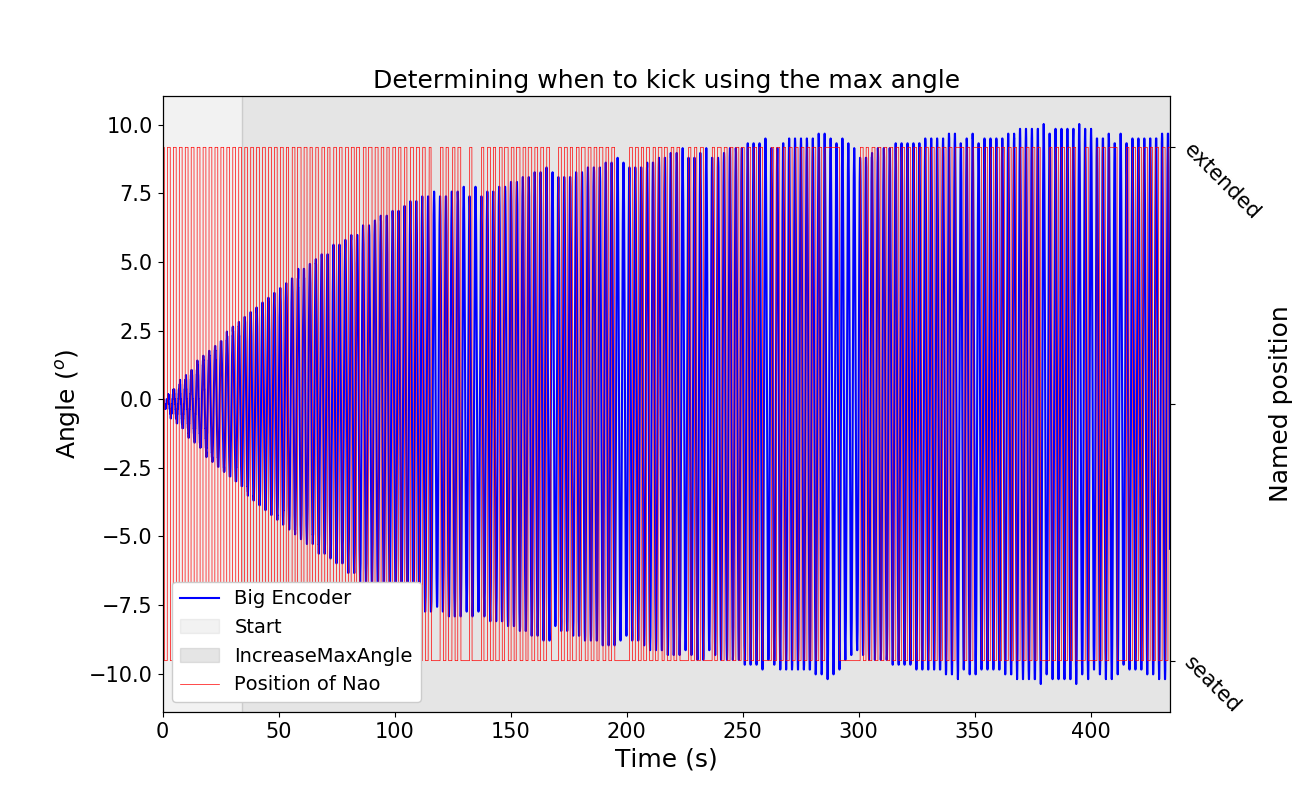 Determining when to kick using the max angle
10.0
7.5
5.0
2.5
0.0
−2.5
−5.0
−7.5
−10.0
Angle (º)
0 50 100 150 200 250 300 350 400
Time (s)
extended
seated
Named position
Big Encoder
Start
IncreaseMaxAngle
Position of Nao